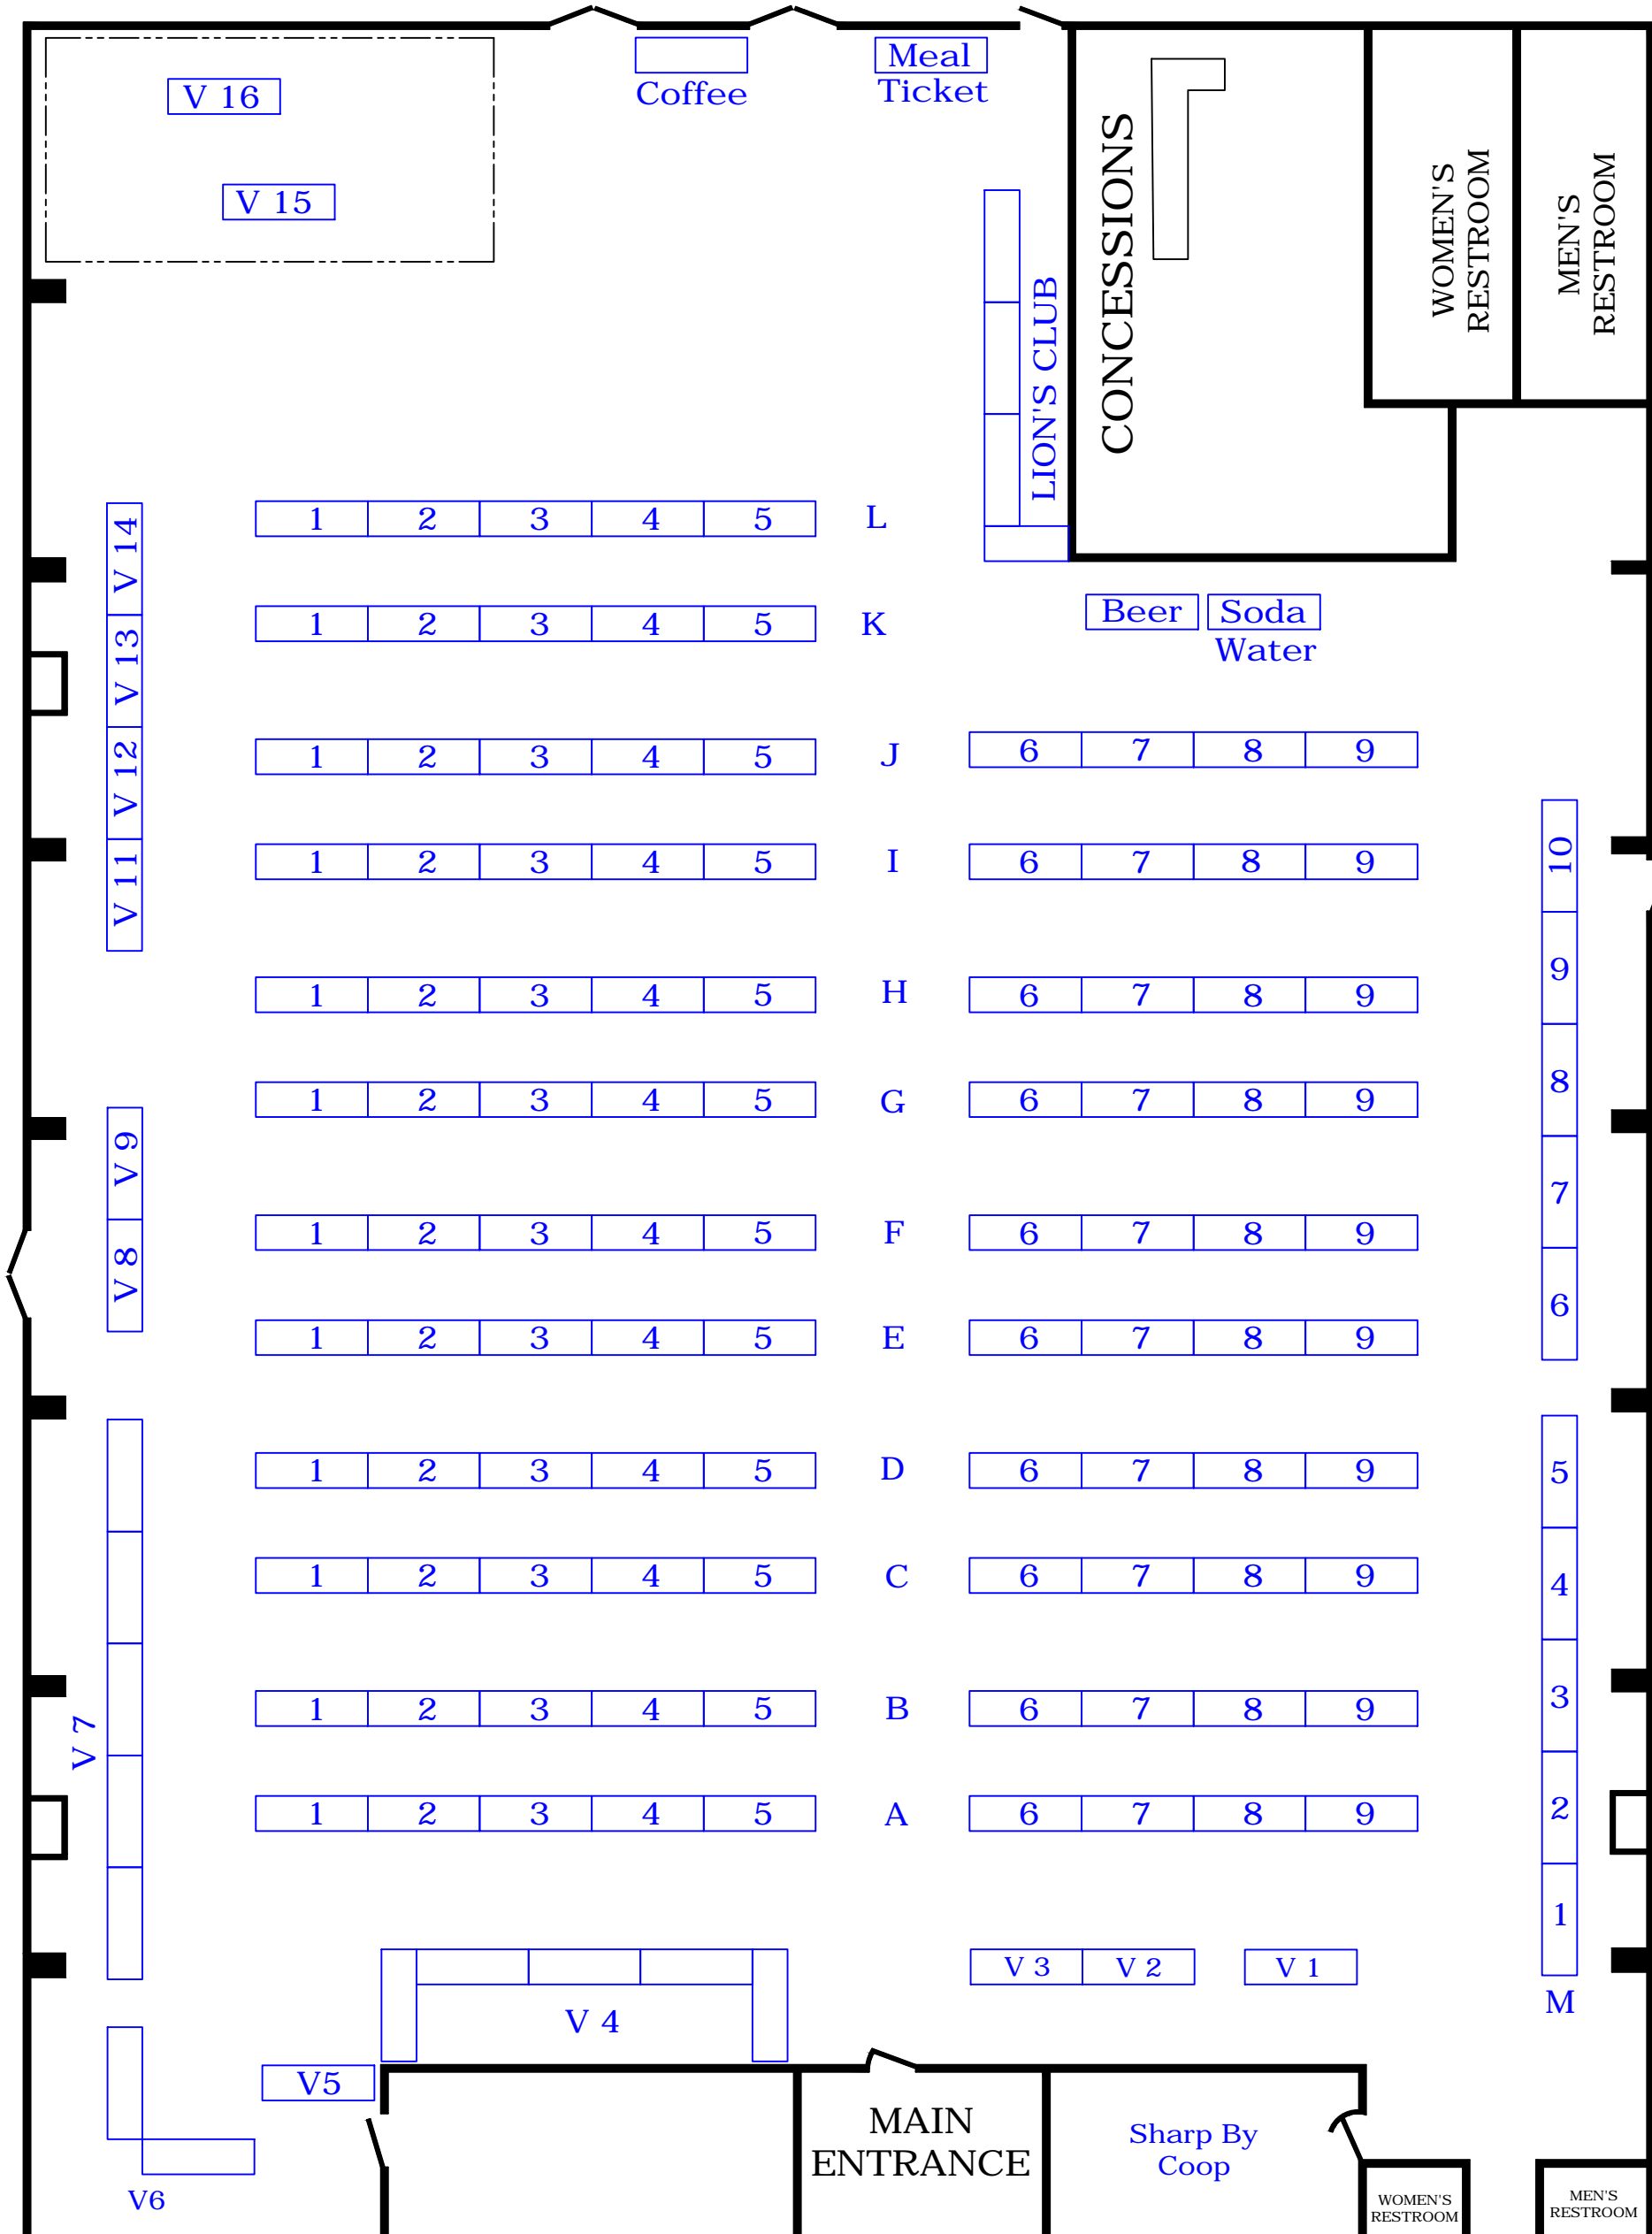 Meal
V 16
Coffee
Ticket
V 15
CONCESSIONS
WOMEN'S
RESTROOM
MEN'S
RESTROOM
LION'S CLUB
V 14
1 2 3 4 5 L
Beer Soda
1 2 3 4 5 K
Water
V 13
V 12
1 2 3 4 5 J 6 7 8 9
V 11
1 2 3 4 5 I 6 7 8 9
10
9
1 2 3 4 5 H 6 7 8 9
8
1 2 3 4 5 G 6 7 8 9
V 9
7
1 2 3 4 5 F 6 7 8 9
V 8
6
1 2 3 4 5 E 6 7 8 9
1 2 3 4 5 D 6 7 8 9
5
1 2 3 4 5 C 6 7 8 9
4
3
1 2 3 4 5 B 6 7 8 9
V 7
1 2 3 4 5 A 6 7 8 9
2
1
V 3 V 2 V 1
M
V 4
V5
MAIN
ENTRANCE
Sharp By
Coop
V6
WOMEN'S
RESTROOM
MEN'S
RESTROOM